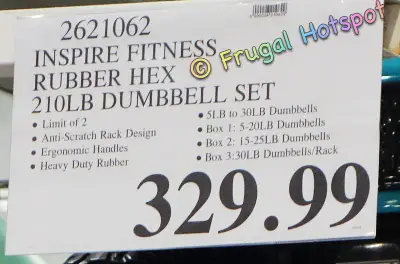 2621062
INSPIRE FITNESS
RUBBER HEX
210LB DUMBBELL SET
© Frugal Hotspot
• Limit of 2
• Anti-Scratch Rack Design
• Ergonomic Handles
• Heavy Duty Rubber
• 5LB to 30LB Dumbbells
• Box 1: 5-20LB Dumbbells
• Box 2: 15-25LB Dumbbells
• Box 3:30LB Dumbbells/Rack
329.99